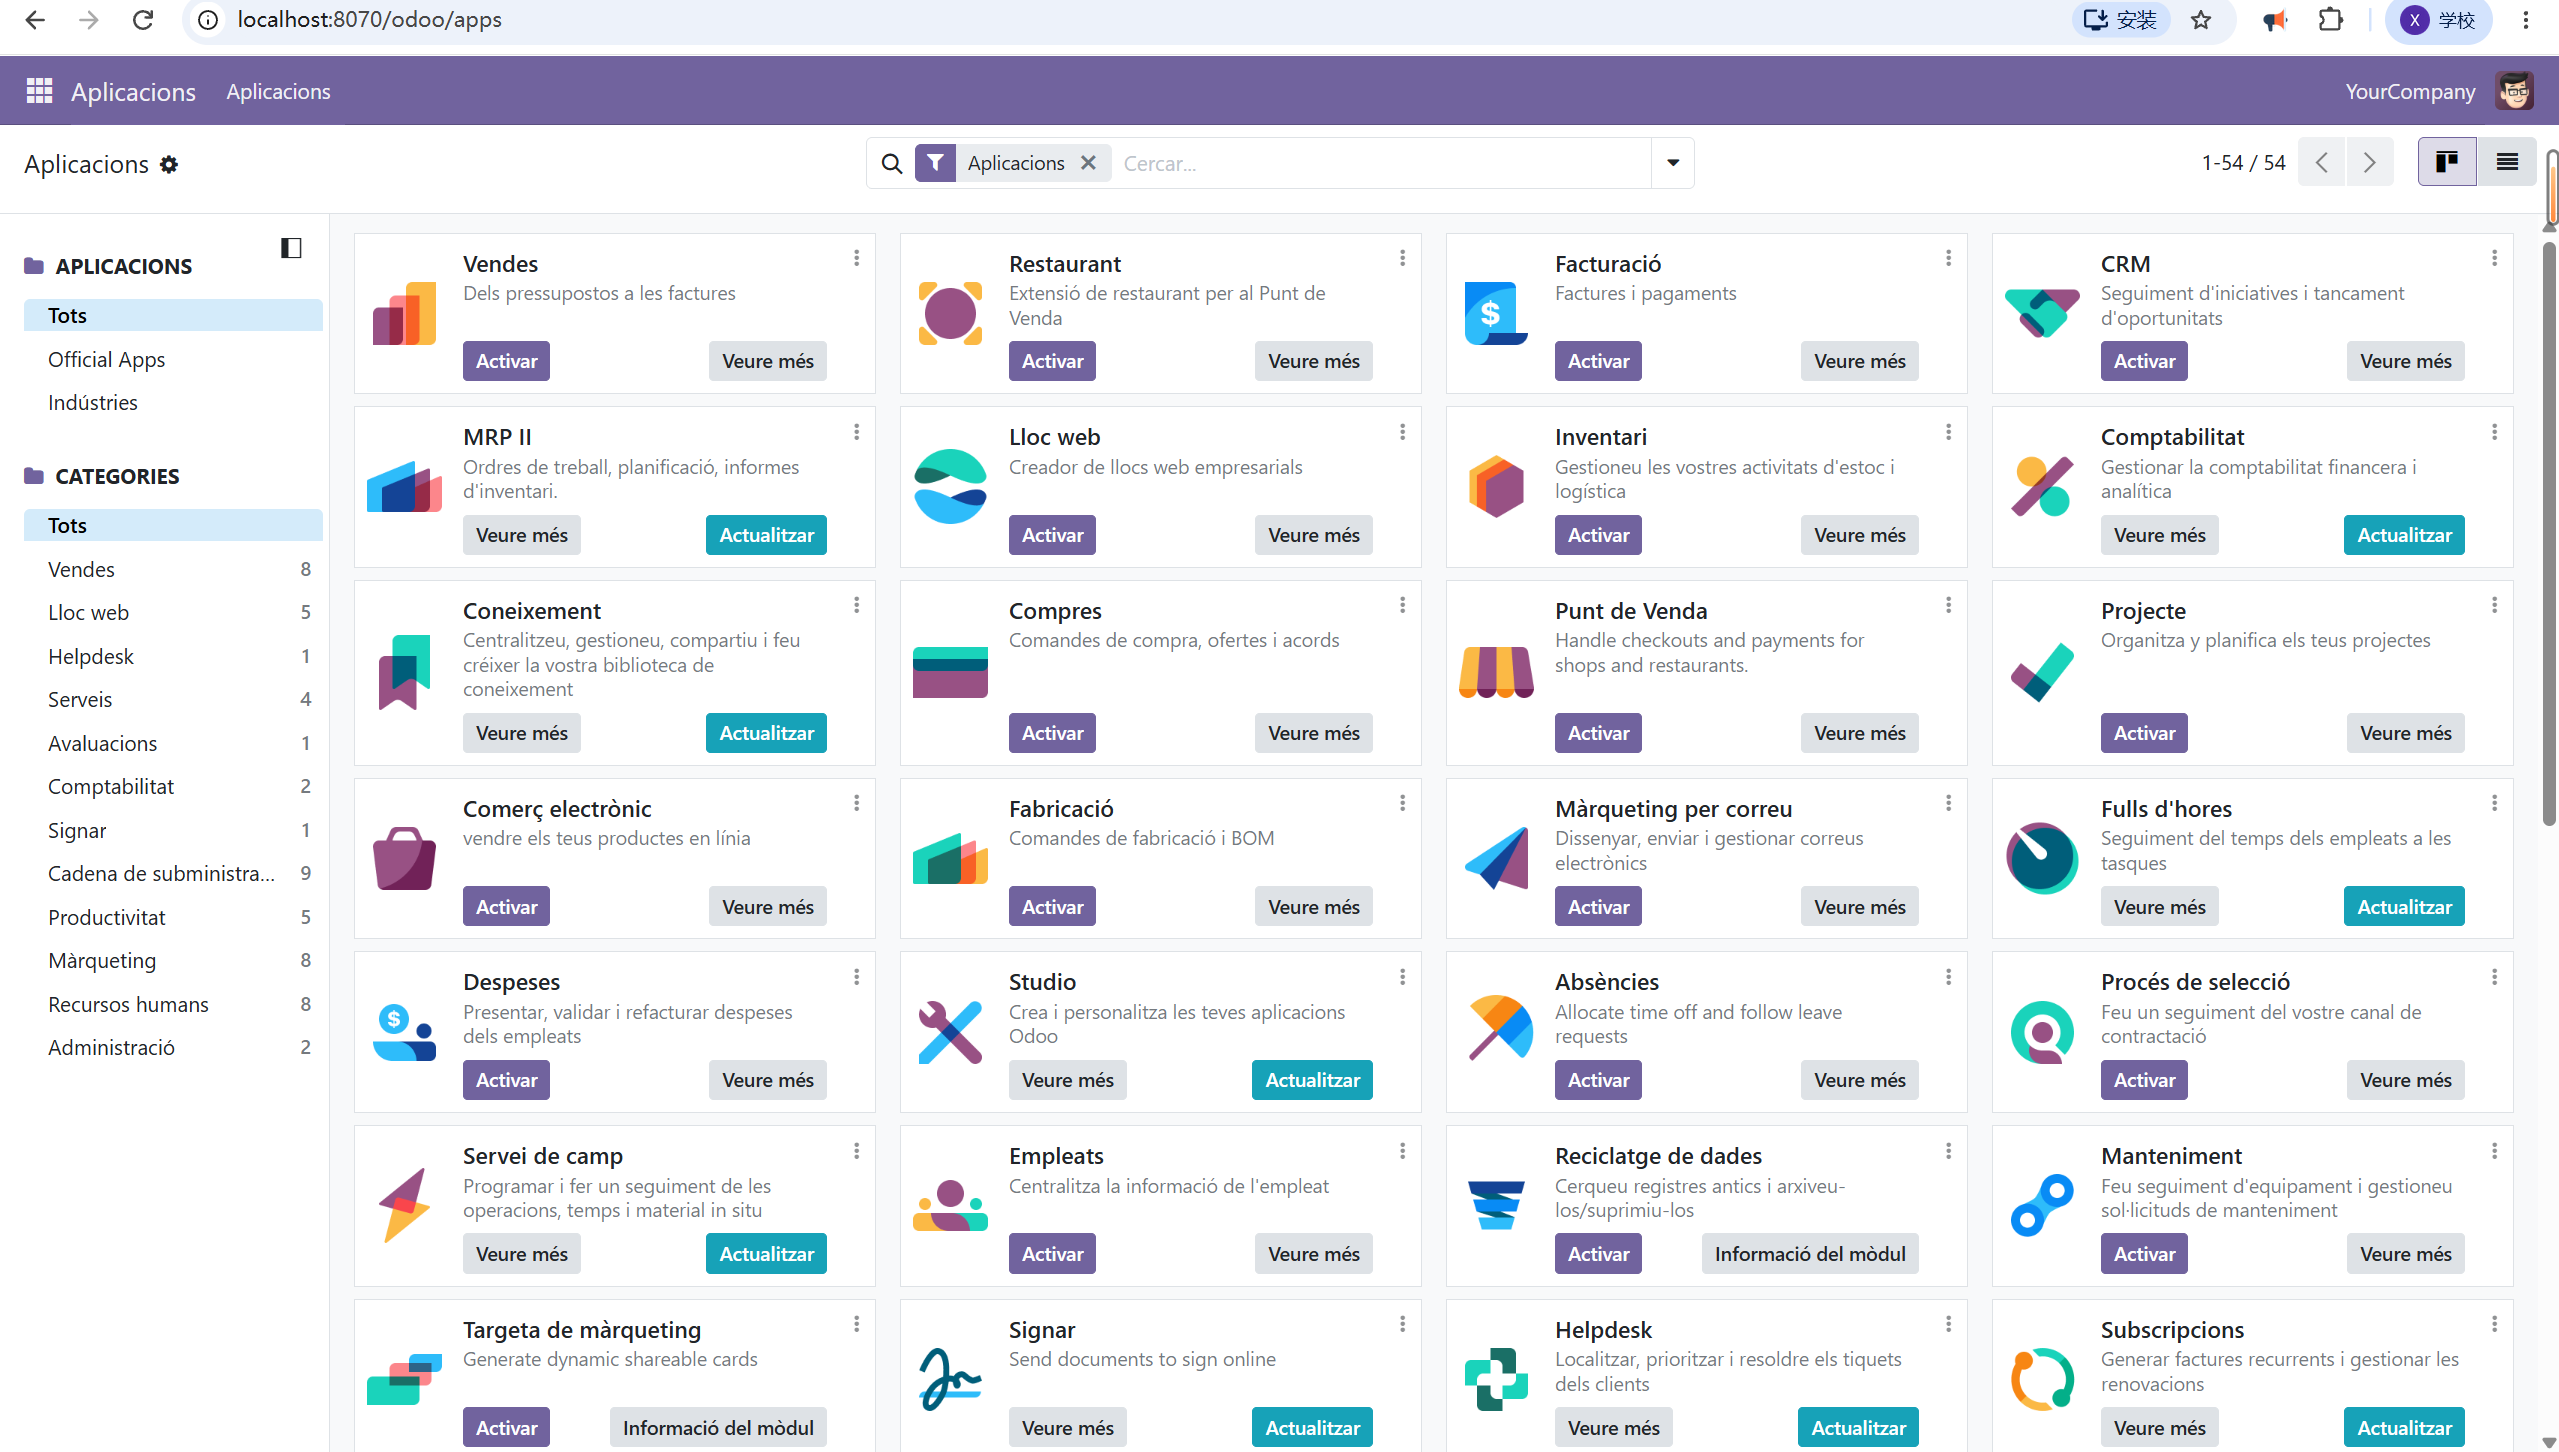 localhost:8070/odoo/apps
安装
X
学校
Aplicacions
Aplicacions
YourCompany
Aplicacions
Aplicacions
Cercar...
1-54 / 54
APLICACIONS
Tots
Official Apps
Indústries
CATEGORIES
Tots
Vendes 8
Lloc web 5
Helpdesk 1
Serveis 4
Avaluacions 1
Comptabilitat 2
Signar 1
Cadena de subministra... 9
Productivitat 5
Màrqueting 8
Recursos humans 8
Administració 2
Vendes
Dels pressupostos a les factures
Activar
Veure més
Restaurant
Extensió de restaurant per al Punt de
Venda
Activar
Veure més
Facturació
Factures i pagaments
$
Activar
Veure més
CRM
Seguiment d'iniciatives i tancament
d'oportunitats
Activar
Veure més
MRP II
Ordres de treball, planificació, informes
d'inventari.
Veure més
Actualitzar
Lloc web
Creador de llocs web empresarials
Activar
Veure més
Inventari
Gestioneu les vostres activitats d'estoc i
logística
Activar
Veure més
Comptabilitat
Gestionar la comptabilitat financera i
analítica
Veure més
Actualitzar
Coneixement
Centralitzeu, gestioneu, compartiu i feu
créixer la vostra biblioteca de
coneixement
Veure més
Actualitzar
Compres
Comandes de compra, ofertes i acords
Activar
Veure més
Punt de Venda
Handle checkouts and payments for
shops and restaurants.
Activar
Veure més
Projecte
Organitza y planifica els teus projectes
Activar
Veure més
Comerç electrònic
vendre els teus productes en línia
Activar
Veure més
Fabricació
Comandes de fabricació i BOM
Activar
Veure més
Màrqueting per correu
Dissenyar, enviar i gestionar correus
electrònics
Activar
Veure més
Fulls d'hores
Seguiment del temps dels empleats a les
tasques
Veure més
Actualitzar
Despeses
Presentar, validar i refacturar despeses
dels empleats
$
Activar
Veure més
Studio
Crea i personalitza les teves aplicacions
Odoo
Veure més
Actualitzar
Absències
Allocate time off and follow leave
requests
Activar
Veure més
Procés de selecció
Feu un seguiment del vostre canal de
contractació
Activar
Veure més
Servei de camp
Programar i fer un seguiment de les
operacions, temps i material in situ
Veure més
Actualitzar
Empleats
Centralitza la informació de l'empleat
Activar
Veure més
Reciclatge de dades
Cerqueu registres antics i arxiveu-
los/suprimiu-los
Activar
Informació del mòdul
Manteniment
Feu seguiment d'equipament i gestioneu
sol·licituds de manteniment
Activar
Veure més
Targeta de màrqueting
Generate dynamic shareable cards
Activar
Informació del mòdul
Signar
Send documents to sign online
Veure més
Actualitzar
Helpdesk
Localitzar, prioritzar i resoldre els tiquets
dels clients
Veure més
Actualitzar
Subscripcions
Generar factures recurrents i gestionar les
renovacions
Veure més
Actualitzar